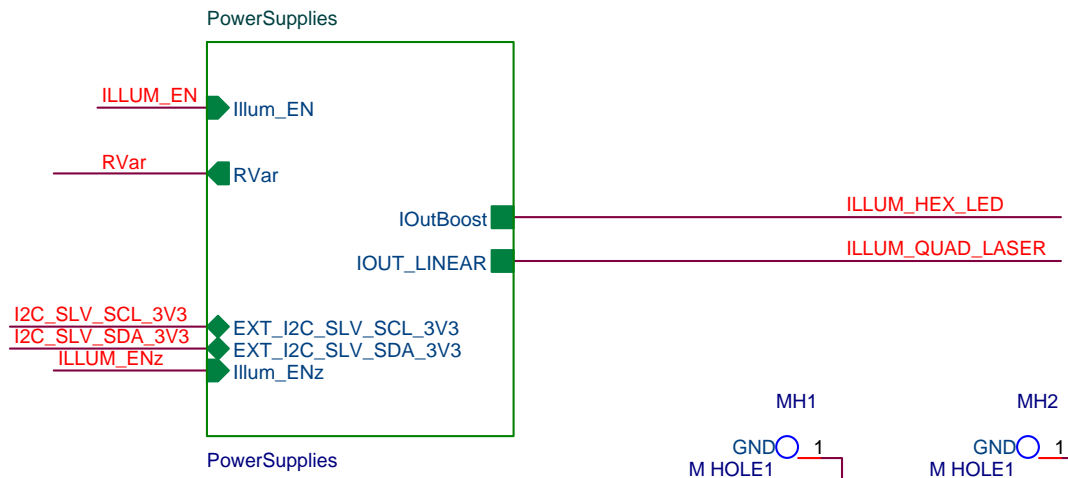 PowerSupplies
ILLUM_EN
Illum_EN
RVar
RVar
ILLUM_HEX_LED
IOutBoost
ILLUM_QUAD_LASER
IOUT_LINEAR
I2C_SLV_SCL_3V3
EXT_I2C_SLV_SCL_3V3
I2C_SLV_SDA_3V3
EXT_I2C_SLV_SDA_3V3
ILLUM_ENz
Illum_ENz
PowerSupplies
MH1
MH2
GND 1
GND 1
M HOLE1
M HOLE1